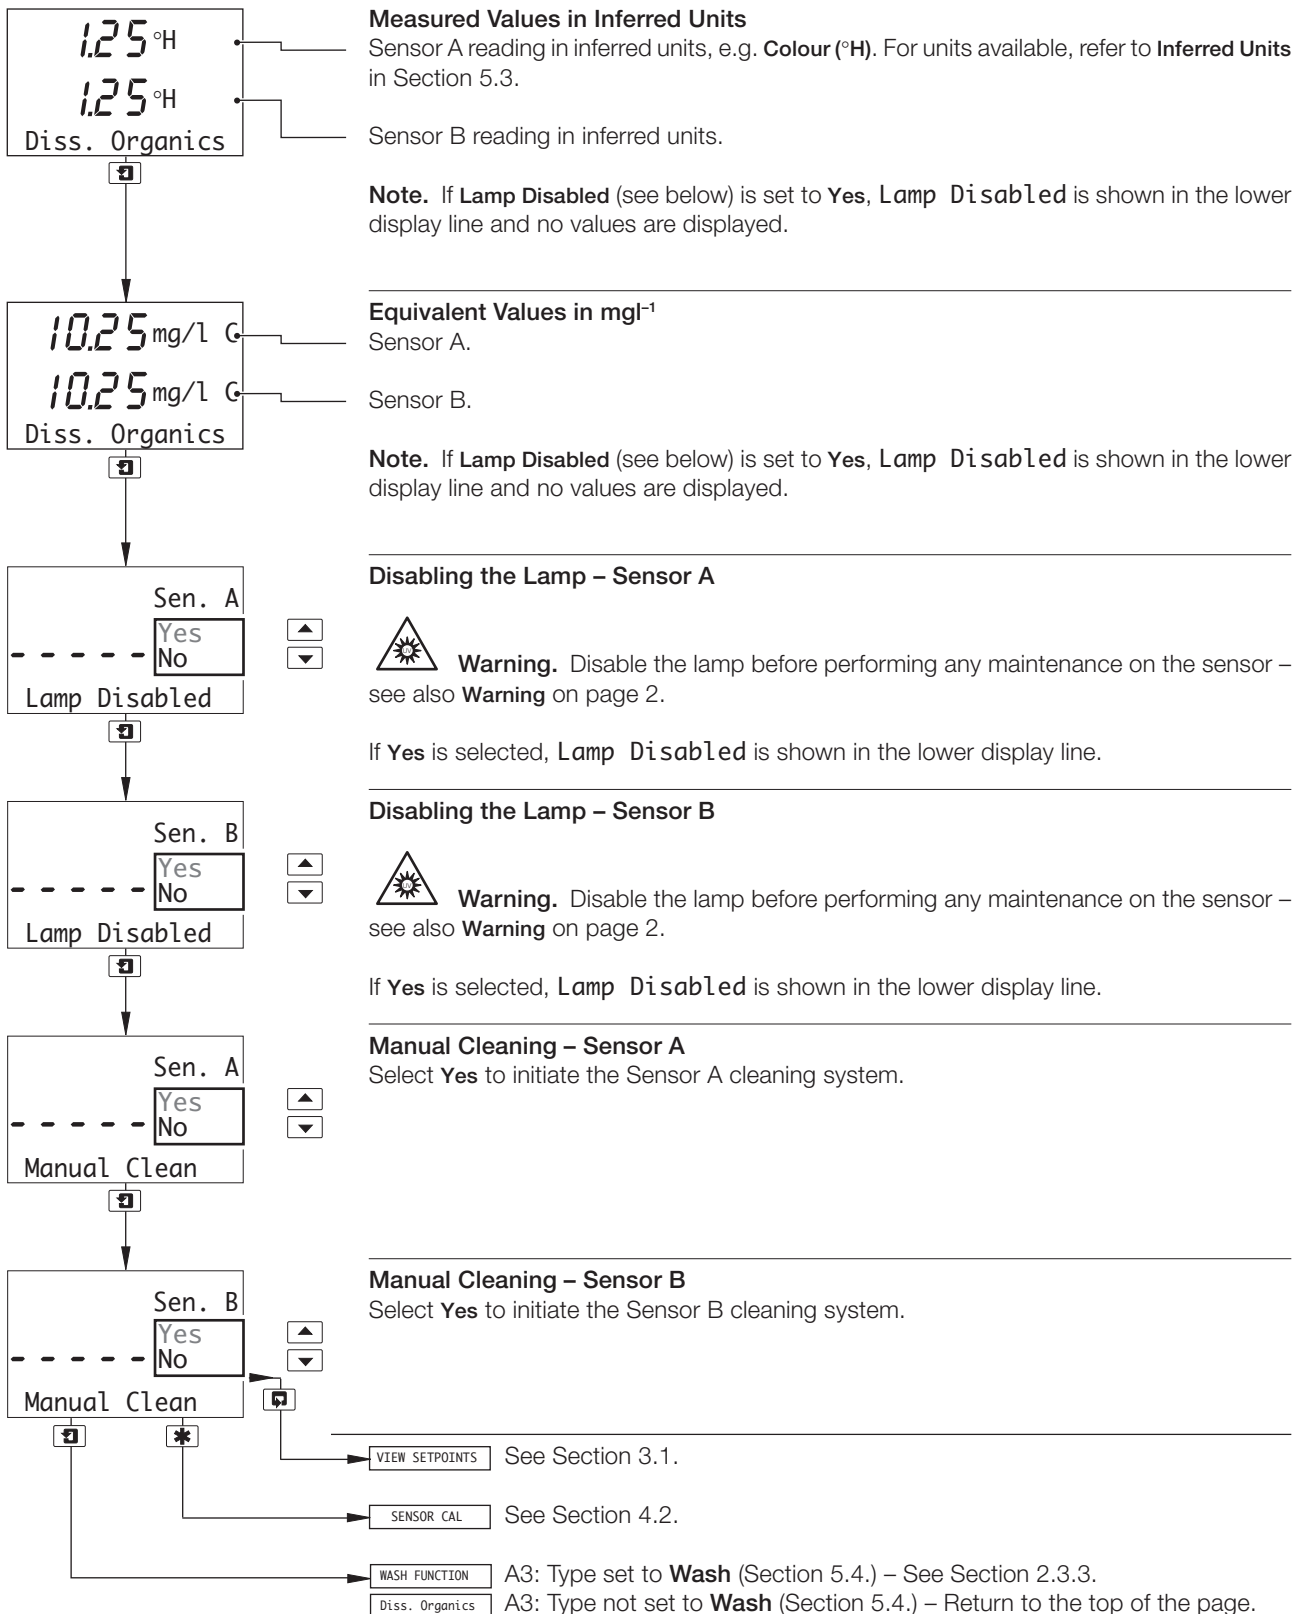 Measured Values in Inferred Units
1.25 °H
Sensor A reading in inferred units, e.g. Colour (°H). For units available, refer to Inferred Units
in Section 5.3.
1.25 °H
Diss. Organics
Sensor B reading in inferred units.
Note. If Lamp Disabled (see below) is set to Yes, Lamp Disabled is shown in the lower
display line and no values are displayed.
Equivalent Values in mgl⁻¹
10.25 mg/l C
Sensor A.
10.25 mg/l C
Sensor B.
Diss. Organics
Note. If Lamp Disabled (see below) is set to Yes, Lamp Disabled is shown in the lower
display line and no values are displayed.
Disabling the Lamp – Sensor A
Sen. A
Yes
- - - - - No
Lamp Disabled
UV
Warning. Disable the lamp before performing any maintenance on the sensor –
see also Warning on page 2.
If Yes is selected, Lamp Disabled is shown in the lower display line.
Disabling the Lamp – Sensor B
Sen. B
Yes
- - - - - No
Lamp Disabled
UV
Warning. Disable the lamp before performing any maintenance on the sensor –
see also Warning on page 2.
If Yes is selected, Lamp Disabled is shown in the lower display line.
Manual Cleaning – Sensor A
Select Yes to initiate the Sensor A cleaning system.
Sen. A
Yes
- - - - - No
Manual Clean
Manual Cleaning – Sensor B
Select Yes to initiate the Sensor B cleaning system.
Sen. B
Yes
- - - - - No
Manual Clean
VIEW SETPOINTS See Section 3.1.
SENSOR CAL See Section 4.2.
WASH FUNCTION A3: Type set to Wash (Section 5.4.) – See Section 2.3.3.
Diss. Organics A3: Type not set to Wash (Section 5.4.) – Return to the top of the page.